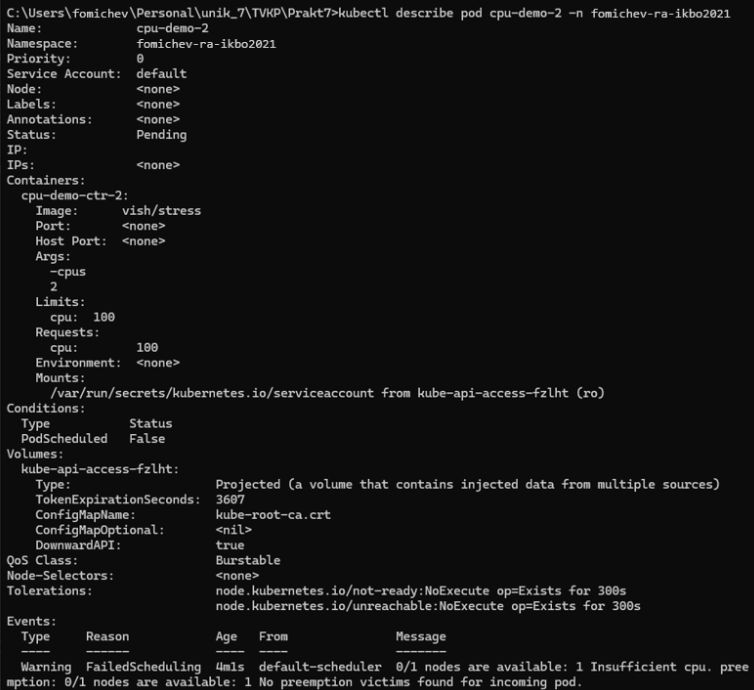 C:\Users\fomichev\Personal\unik_7\TVKP\Prakt7>kubectl describe pod cpu-demo-2 -n fomichev-ra-ikbo2021
Name:             cpu-demo-2
Namespace:        fomichev-ra-ikbo2021
Priority:         0
Service Account:  default
Node:             <none>
Labels:           <none>
Annotations:      <none>
Status:           Pending
IP:
IPs:              <none>
Containers:
  cpu-demo-ctr-2:
    Image:      vish/stress
    Port:       <none>
    Host Port:  <none>
    Args:
      -cpus
      2
    Limits:
      cpu:  100
    Requests:
      cpu:        100
    Environment:  <none>
    Mounts:
      /var/run/secrets/kubernetes.io/serviceaccount from kube-api-access-fzlht (ro)
Conditions:
  Type           Status
  PodScheduled   False
Volumes:
  kube-api-access-fzlht:
    Type:                    Projected (a volume that contains injected data from multiple sources)
    TokenExpirationSeconds:  3607
    ConfigMapName:           kube-root-ca.crt
    ConfigMapOptional:       <nil>
    DownwardAPI:             true
QoS Class:                   Burstable
Node-Selectors:              <none>
Tolerations:                 node.kubernetes.io/not-ready:NoExecute op=Exists for 300s
                             node.kubernetes.io/unreachable:NoExecute op=Exists for 300s
Events:
  Type     Reason            Age   From               Message
  ----     ------            ----  ----               -------
  Warning  FailedScheduling  4m1s  default-scheduler  0/1 nodes are available: 1 Insufficient cpu. pree
mption: 0/1 nodes are available: 1 No preemption victims found for incoming pod.